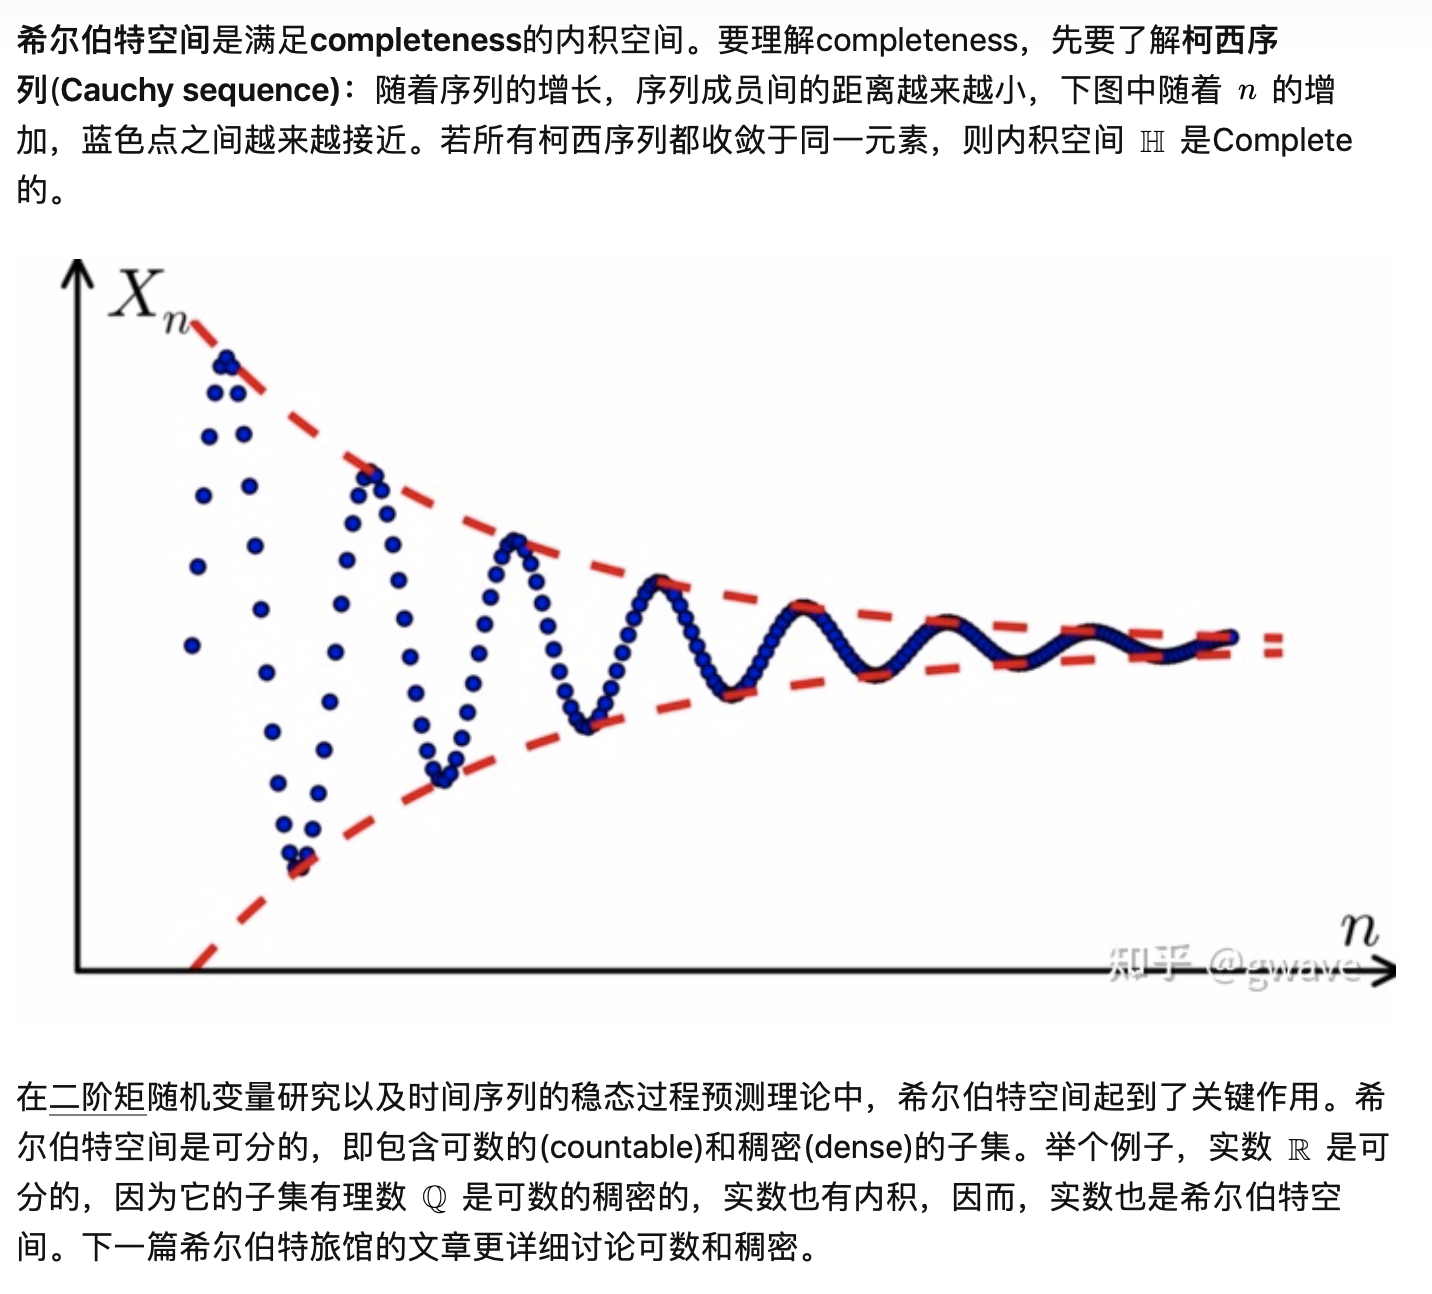 希尔伯特空间是满足completeness的内积空间。要理解completeness，先要了解柯西序
列(Cauchy sequence)：随着序列的增长，序列成员间的距离越来越小，下图中随着 n 的增
加，蓝色点之间越来越接近。若所有柯西序列都收敛于同一元素，则内积空间 ℍ 是Complete
的。
Xₙ
n
知乎 @gwave
在二阶矩随机变量研究以及时间序列的稳态过程预测理论中，希尔伯特空间起到了关键作用。希
尔伯特空间是可分的，即包含可数的(countable)和稠密(dense)的子集。举个例子，实数 ℝ 是可
分的，因为它的子集有理数 ℚ 是可数的稠密的，实数也有内积，因而，实数也是希尔伯特空
间。下一篇希尔伯特旅馆的文章更详细讨论可数和稠密。